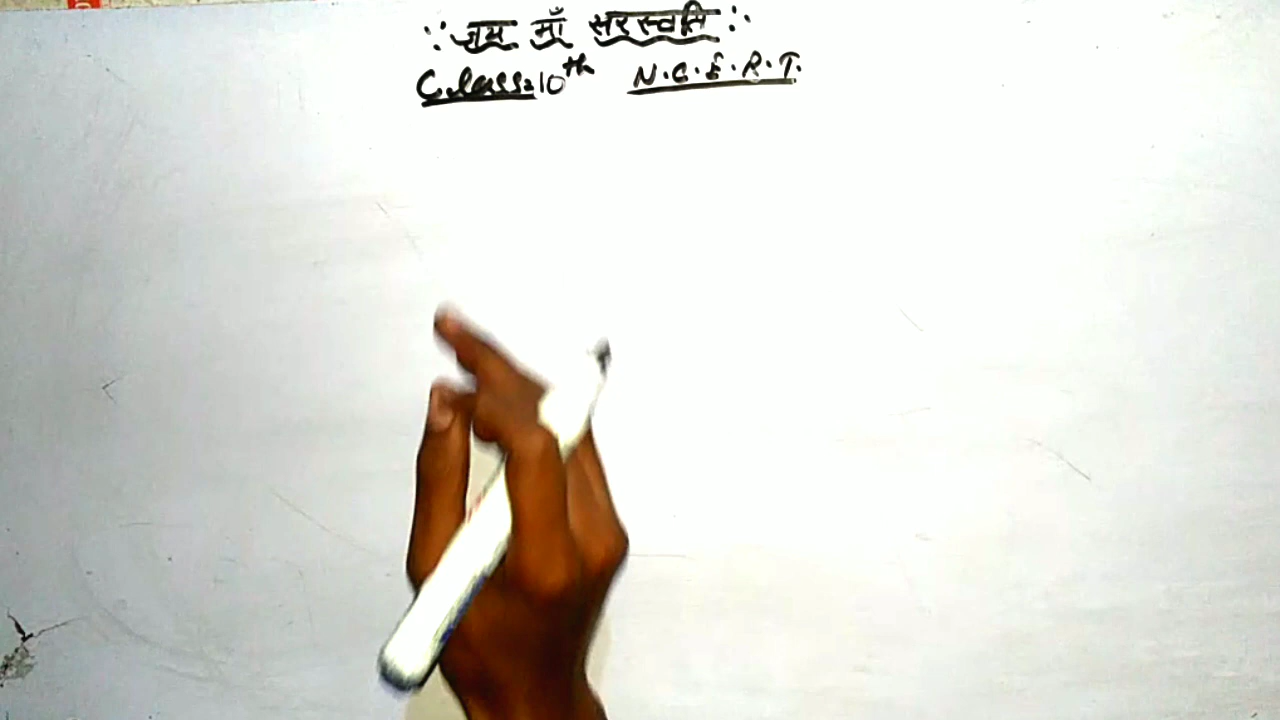 ∵ जय माँ सरस्वति ∴
Class=10th N.C.E.R.T.